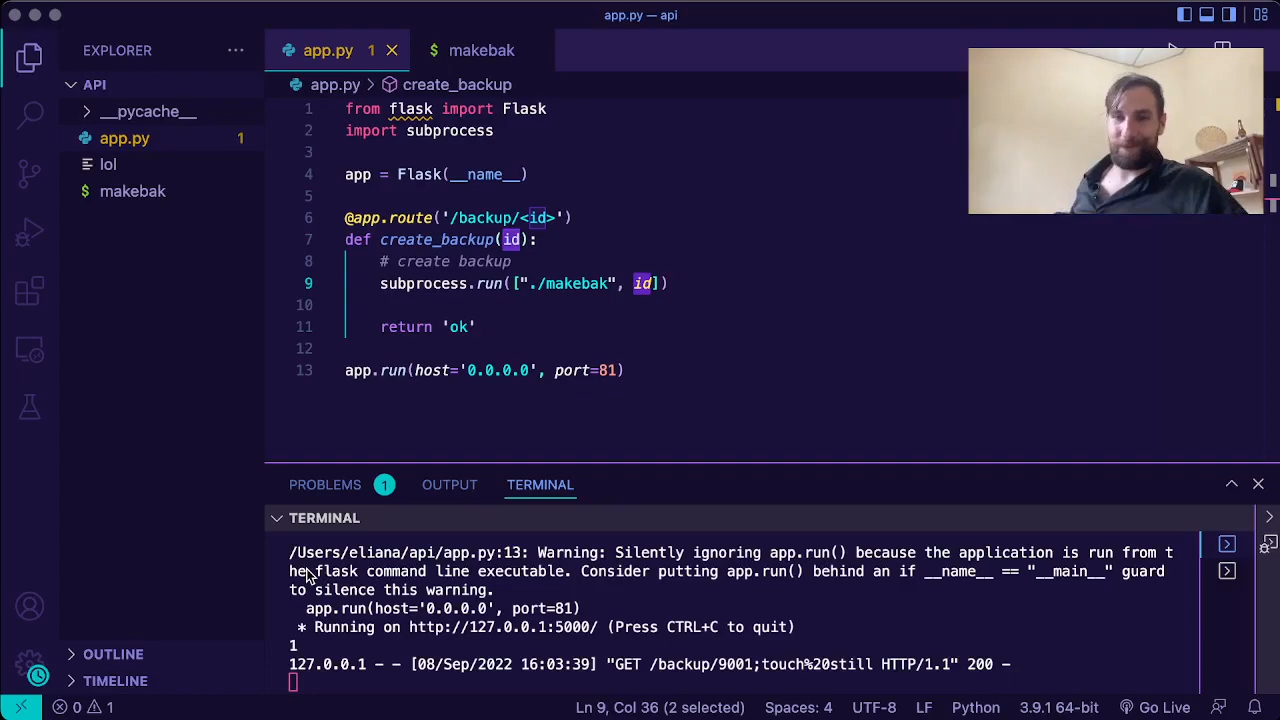 app.py — api
EXPLORER
API
__pycache__
app.py 1
lol
$ makebak
OUTLINE
TIMELINE
app.py 1
$ makebak
app.py > create_backup
1 from flask import Flask
2 import subprocess
3
4 app = Flask(__name__)
5
6 @app.route('/backup/<id>')
7 def create_backup(id):
8 # create backup
9 subprocess.run(["./makebak", id])
10
11 return 'ok'
12
13 app.run(host='0.0.0.0', port=81)
PROBLEMS 1 OUTPUT TERMINAL
TERMINAL
/Users/eliana/api/app.py:13: Warning: Silently ignoring app.run() because the application is run from t
he flask command line executable. Consider putting app.run() behind an if __name__ == "__main__" guard
to silence this warning.
app.run(host='0.0.0.0', port=81)
* Running on http://127.0.0.1:5000/ (Press CTRL+C to quit)
1
127.0.0.1 - - [08/Sep/2022 16:03:39] "GET /backup/9001;touch%20still HTTP/1.1" 200 -
0 1
Ln 9, Col 36 (2 selected) Spaces: 4 UTF-8 LF Python 3.9.1 64-bit Go Live